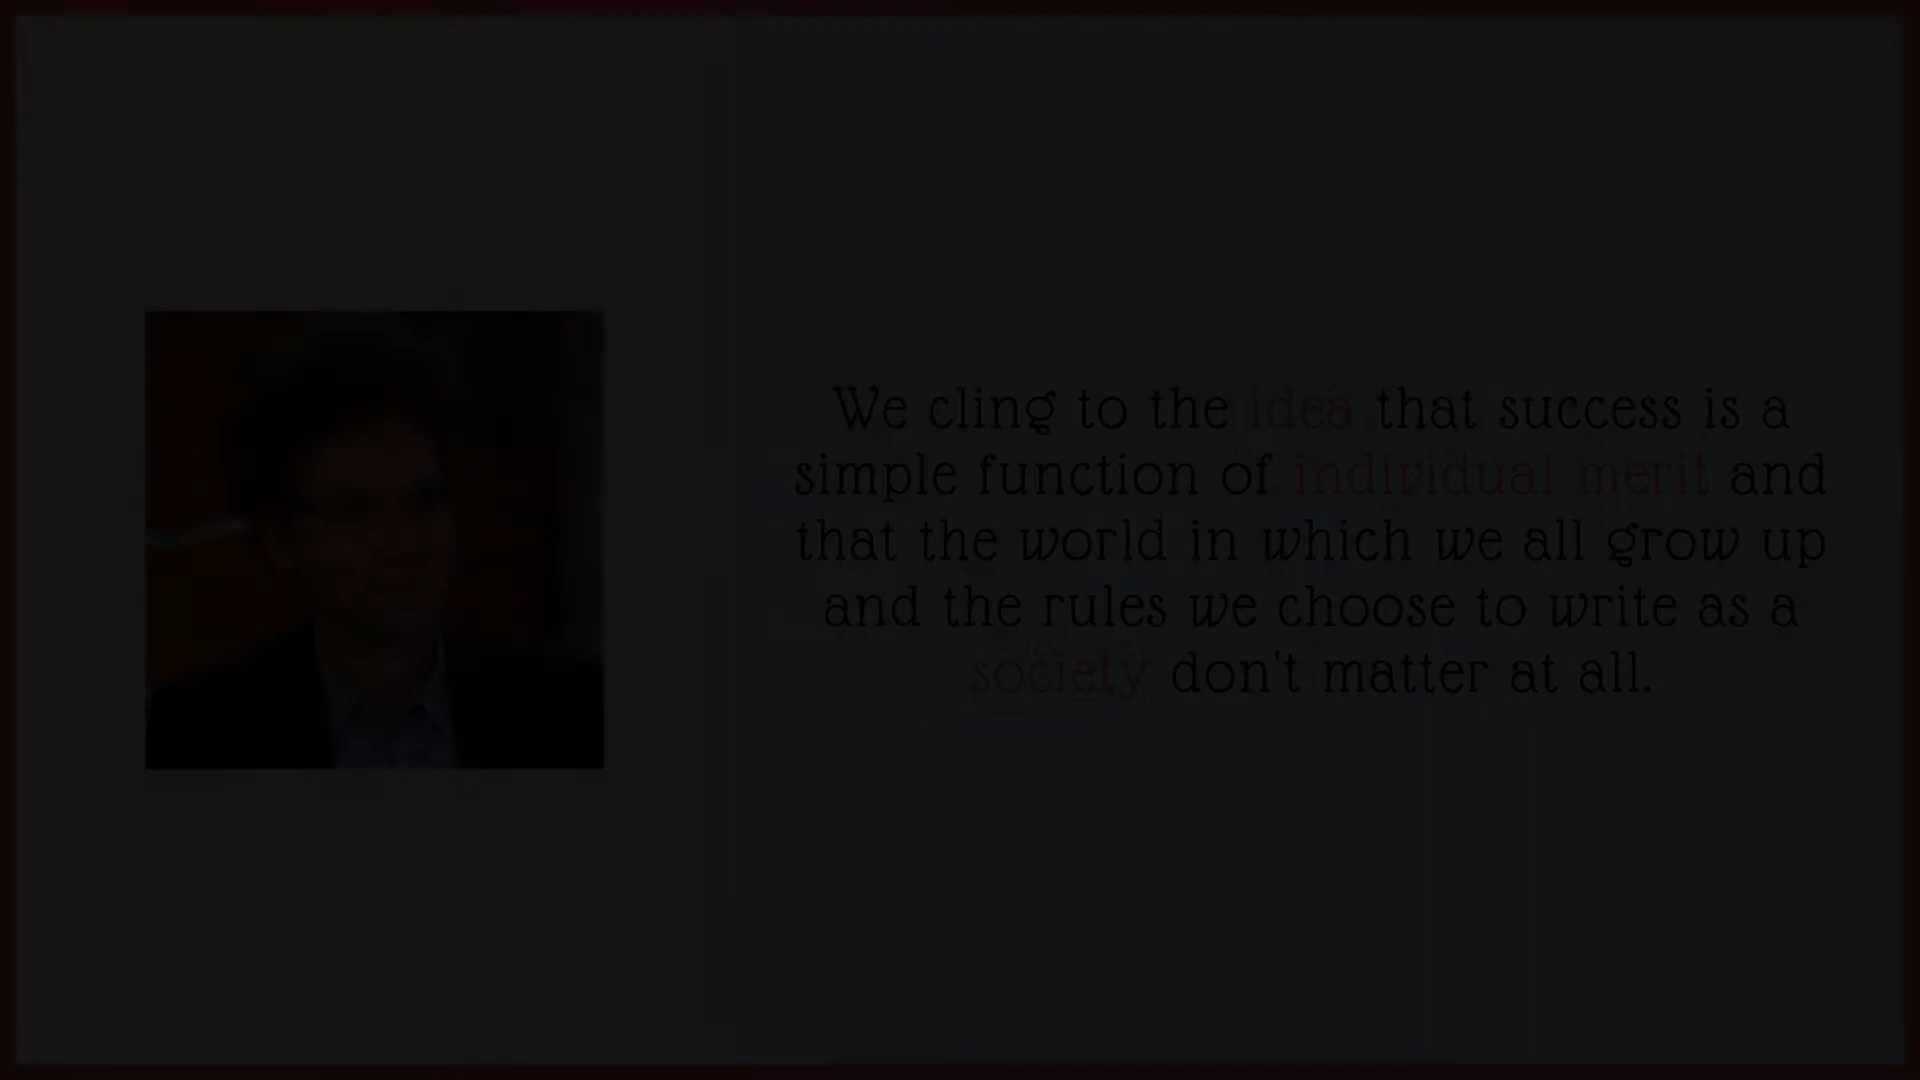 We cling to the idea that success is a
simple function of individual merit and
that the world in which we all grow up
and the rules we choose to write as a
society don't matter at all.